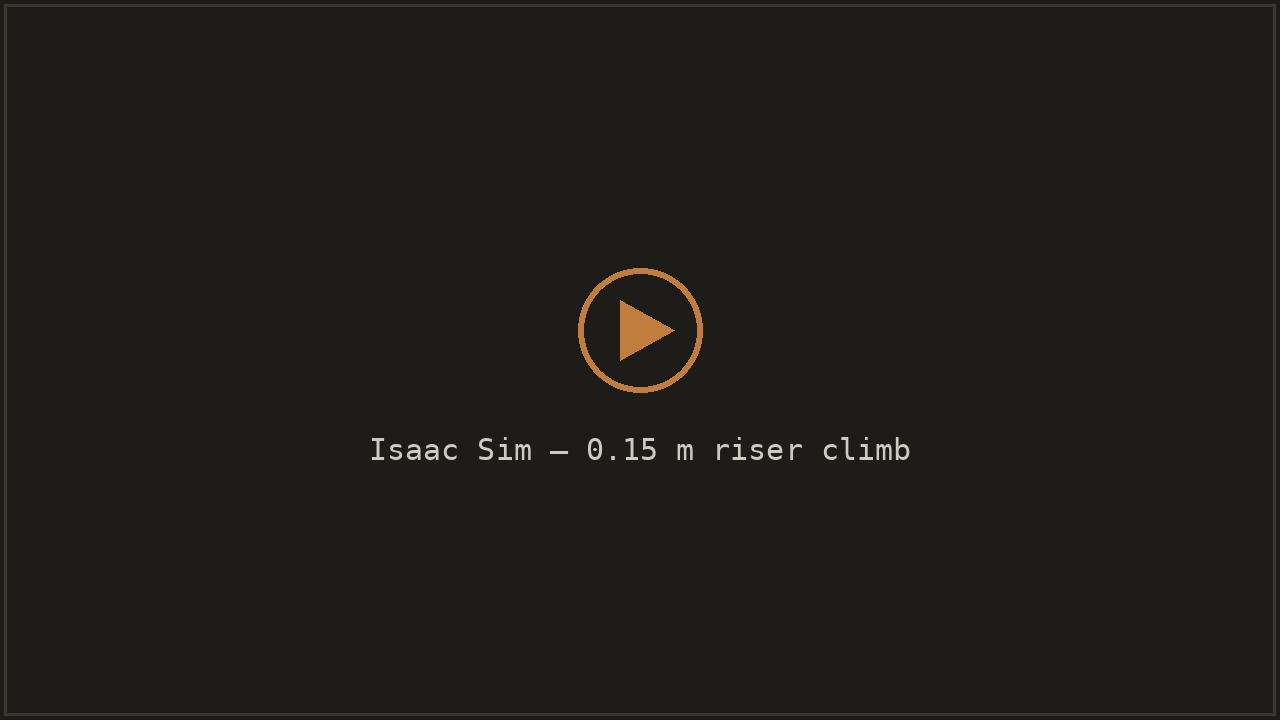 Isaac Sim — 0.15 m riser climb